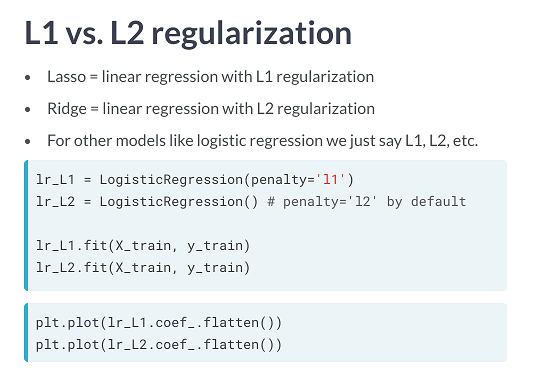 L1 vs. L2 regularization
• Lasso = linear regression with L1 regularization
• Ridge = linear regression with L2 regularization
• For other models like logistic regression we just say L1, L2, etc.
lr_L1 = LogisticRegression(penalty='l1')
lr_L2 = LogisticRegression() # penalty='l2' by default
lr_L1.fit(X_train, y_train)
lr_L2.fit(X_train, y_train)
plt.plot(lr_L1.coef_.flatten())
plt.plot(lr_L2.coef_.flatten())